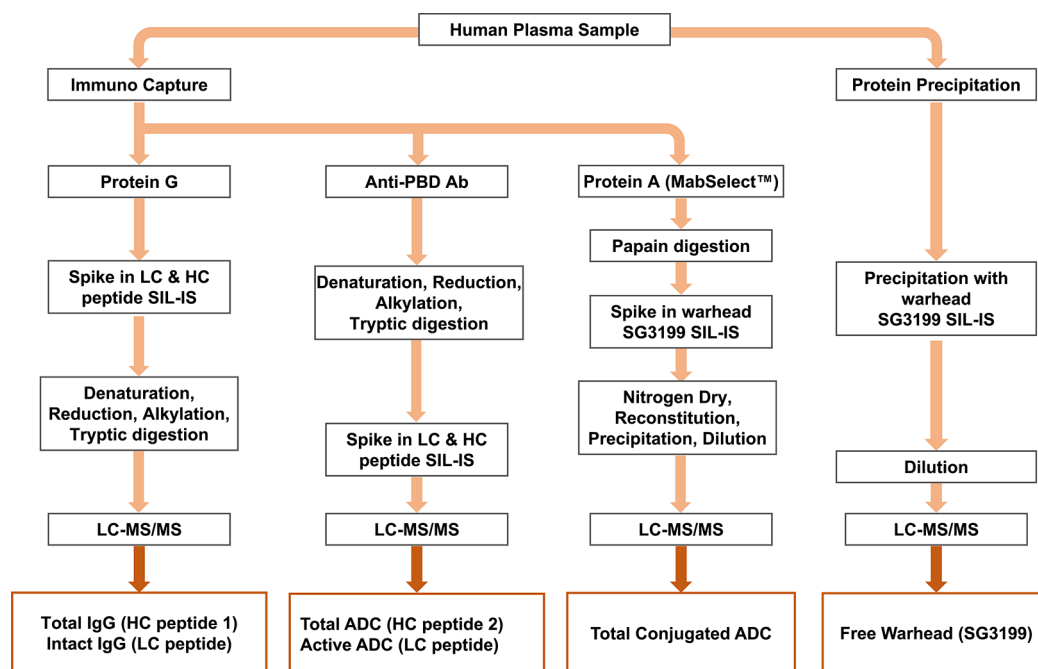 Human Plasma Sample
Immuno Capture
Protein Precipitation
Protein G
Anti-PBD Ab
Protein A (MabSelect™)
Spike in LC & HC
peptide SIL-IS
Denaturation, Reduction,
Alkylation,
Tryptic digestion
Papain digestion
Spike in warhead
SG3199 SIL-IS
Precipitation with
warhead
SG3199 SIL-IS
Denaturation,
Reduction, Alkylation,
Tryptic digestion
Spike in LC & HC
peptide SIL-IS
Nitrogen Dry,
Reconstitution,
Precipitation, Dilution
Dilution
LC-MS/MS
LC-MS/MS
LC-MS/MS
LC-MS/MS
Total IgG (HC peptide 1)
Intact IgG (LC peptide)
Total ADC (HC peptide 2)
Active ADC (LC peptide)
Total Conjugated ADC
Free Warhead (SG3199)